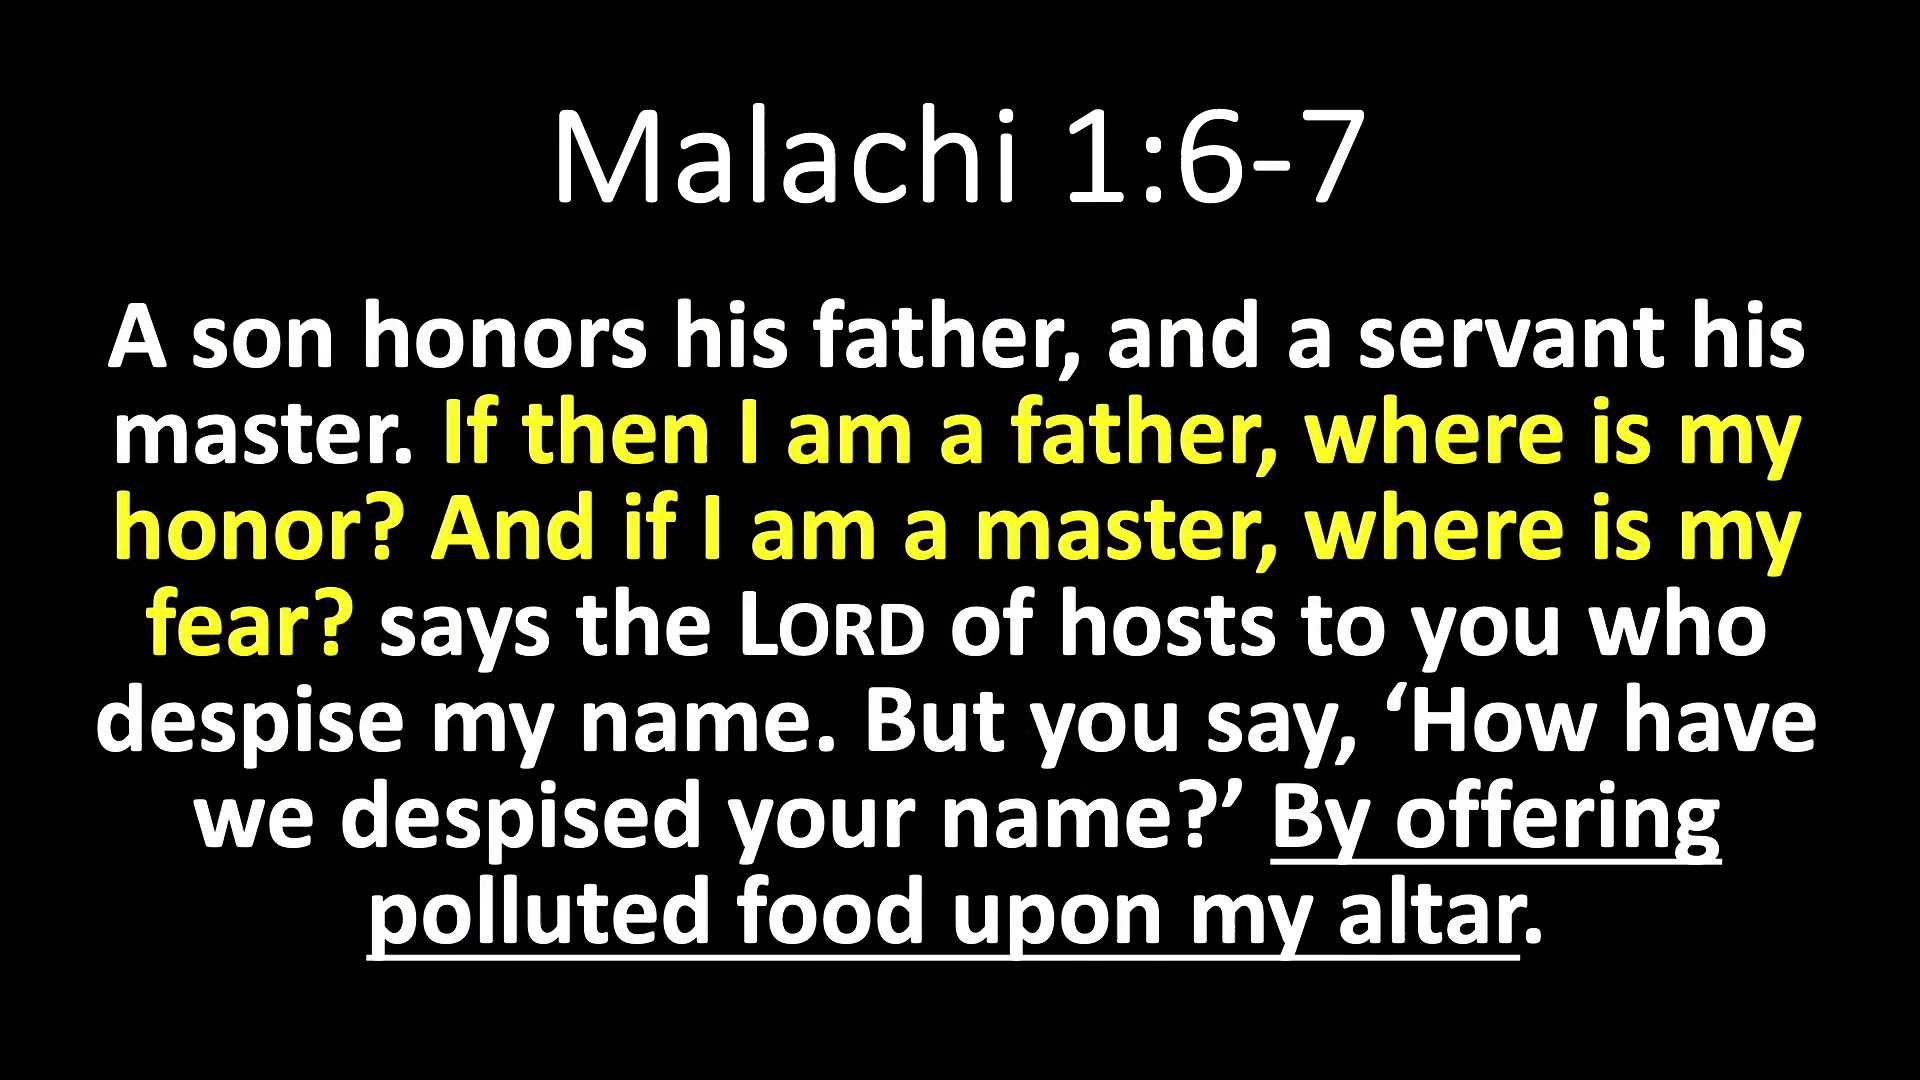 Malachi 1:6-7
A son honors his father, and a servant his
master. If then I am a father, where is my
honor? And if I am a master, where is my
fear? says the LORD of hosts to you who
despise my name. But you say, ‘How have
we despised your name?’ By offering
polluted food upon my altar.